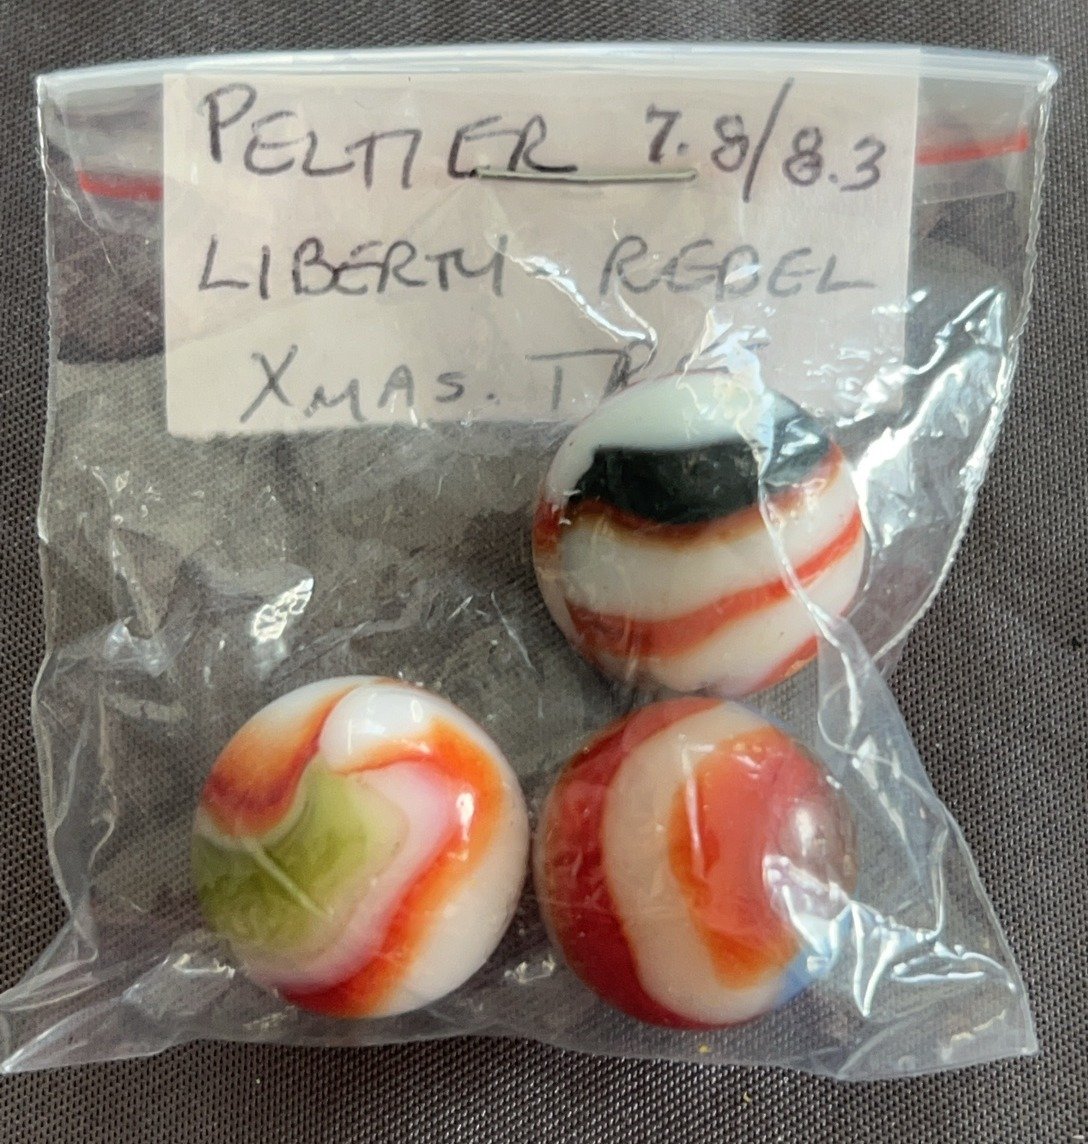 PELTIER 7.8/8.3
LIBERTY REBEL
XMAS.